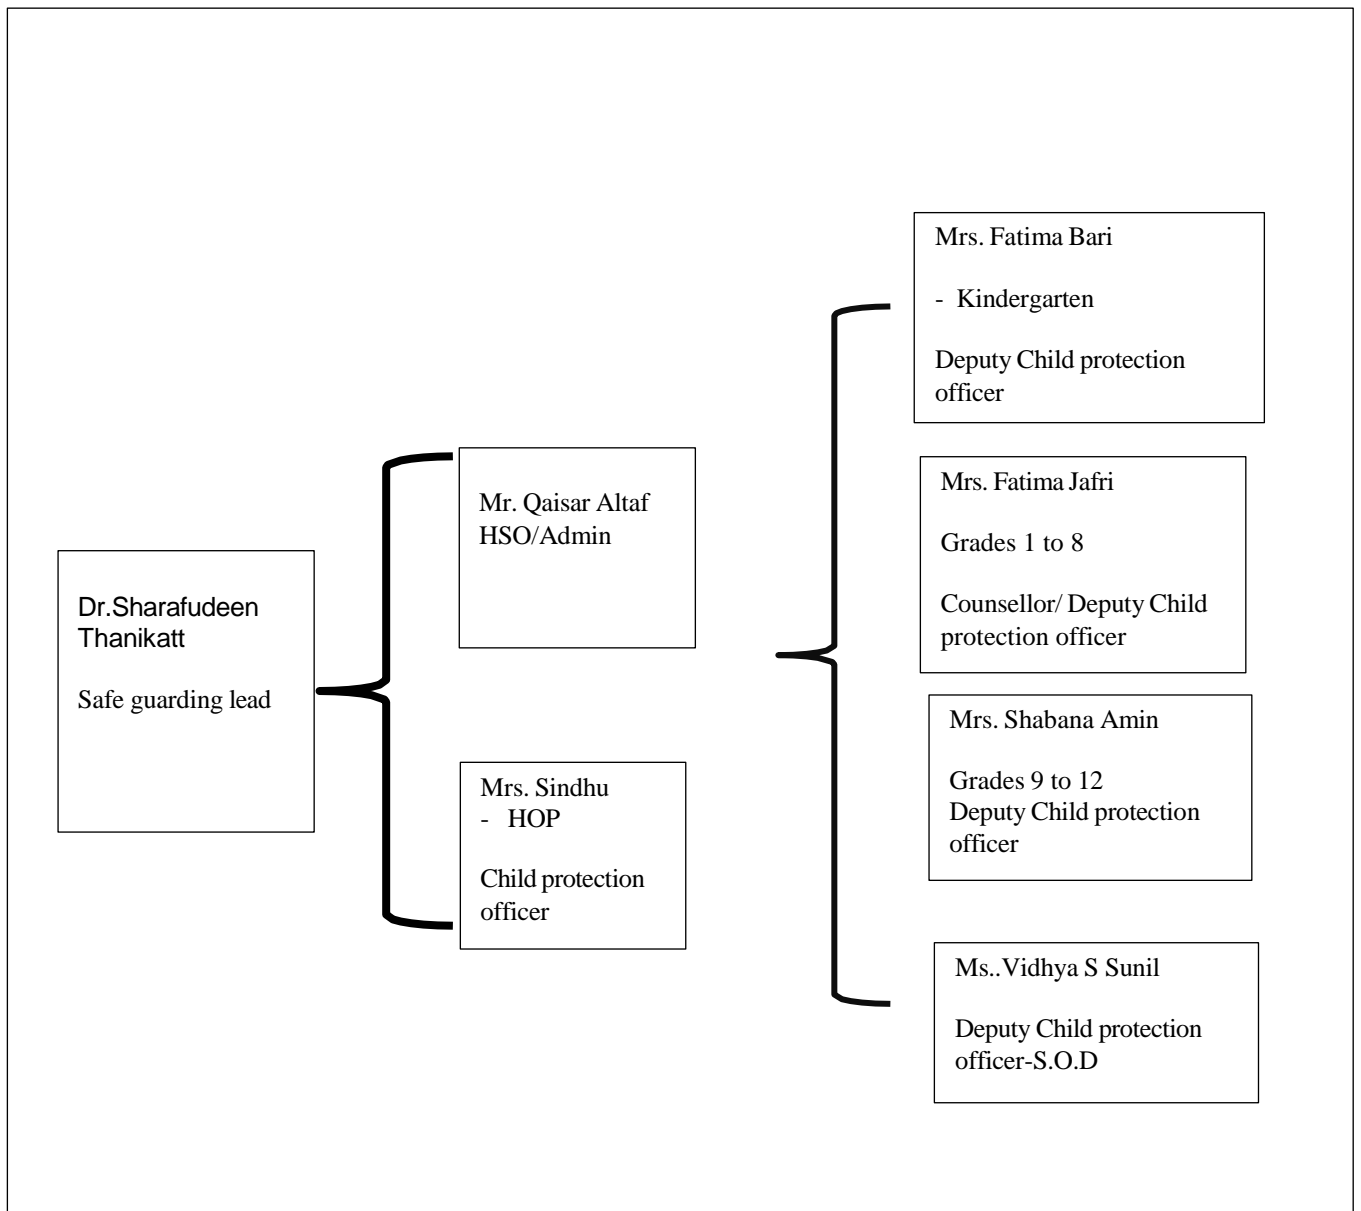 Dr.Sharafudeen
Thanikatt
Safe guarding lead
Mr. Qaisar Altaf
HSO/Admin
Mrs. Sindhu
- HOP
Child protection
officer
Mrs. Fatima Bari
- Kindergarten
Deputy Child protection
officer
Mrs. Fatima Jafri
Grades 1 to 8
Counsellor/ Deputy Child
protection officer
Mrs. Shabana Amin
Grades 9 to 12
Deputy Child protection
officer
Ms..Vidhya S Sunil
Deputy Child protection
officer-S.O.D